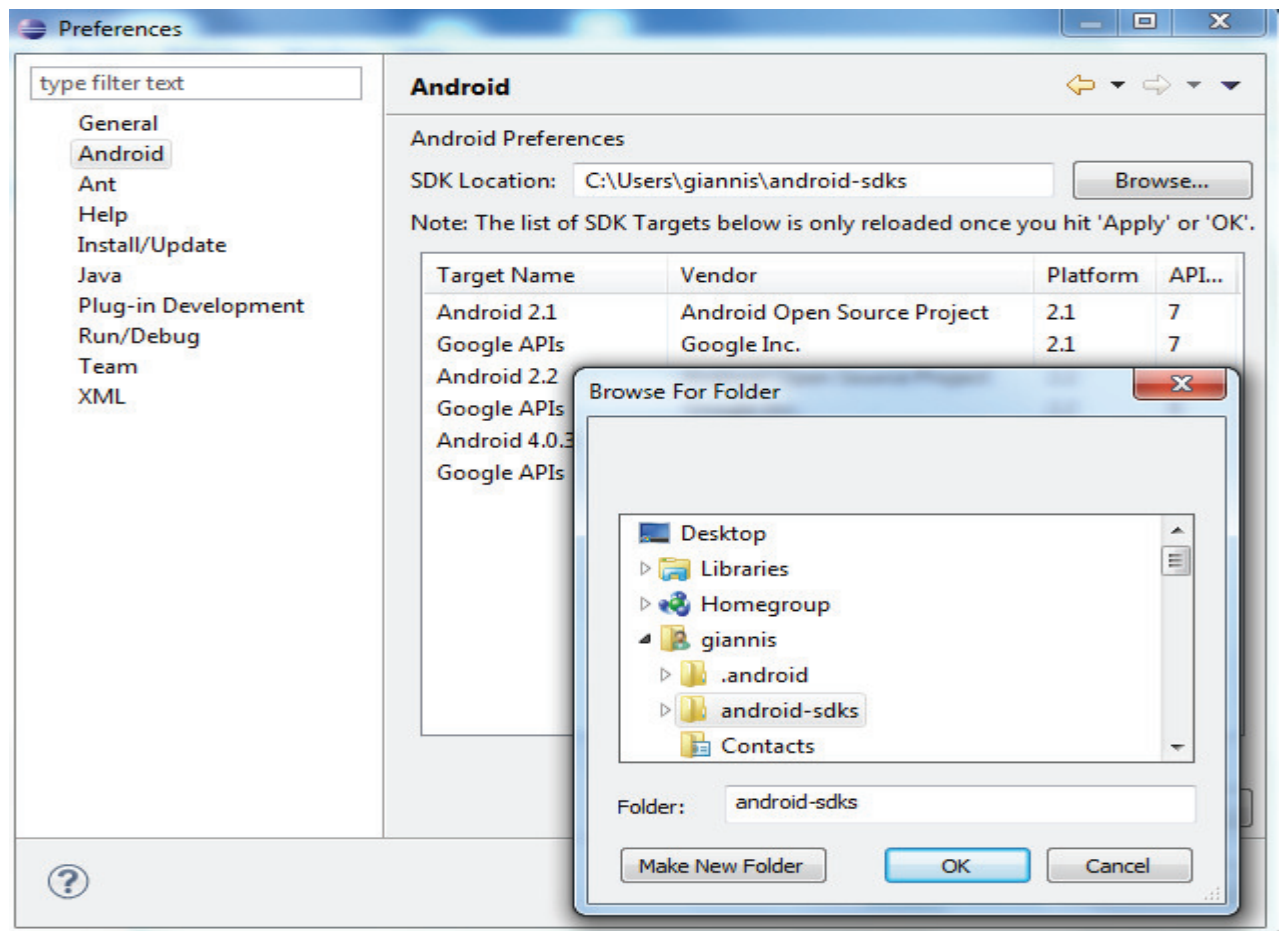 Preferences
type filter text
General
Android
Ant
Help
Install/Update
Java
Plug-in Development
Run/Debug
Team
XML
Android
Android Preferences
SDK Location: C:\Users\giannis\android-sdks Browse...
Note: The list of SDK Targets below is only reloaded once you hit 'Apply' or 'OK'.
Target Name Vendor Platform API...
Android 2.1 Android Open Source Project 2.1 7
Google APIs Google Inc. 2.1 7
Android 2.2
Google APIs
Android 4.0.3
Google APIs
Browse For Folder
Desktop
Libraries
Homegroup
giannis
.android
android-sdks
Contacts
Folder: android-sdks
Make New Folder OK Cancel